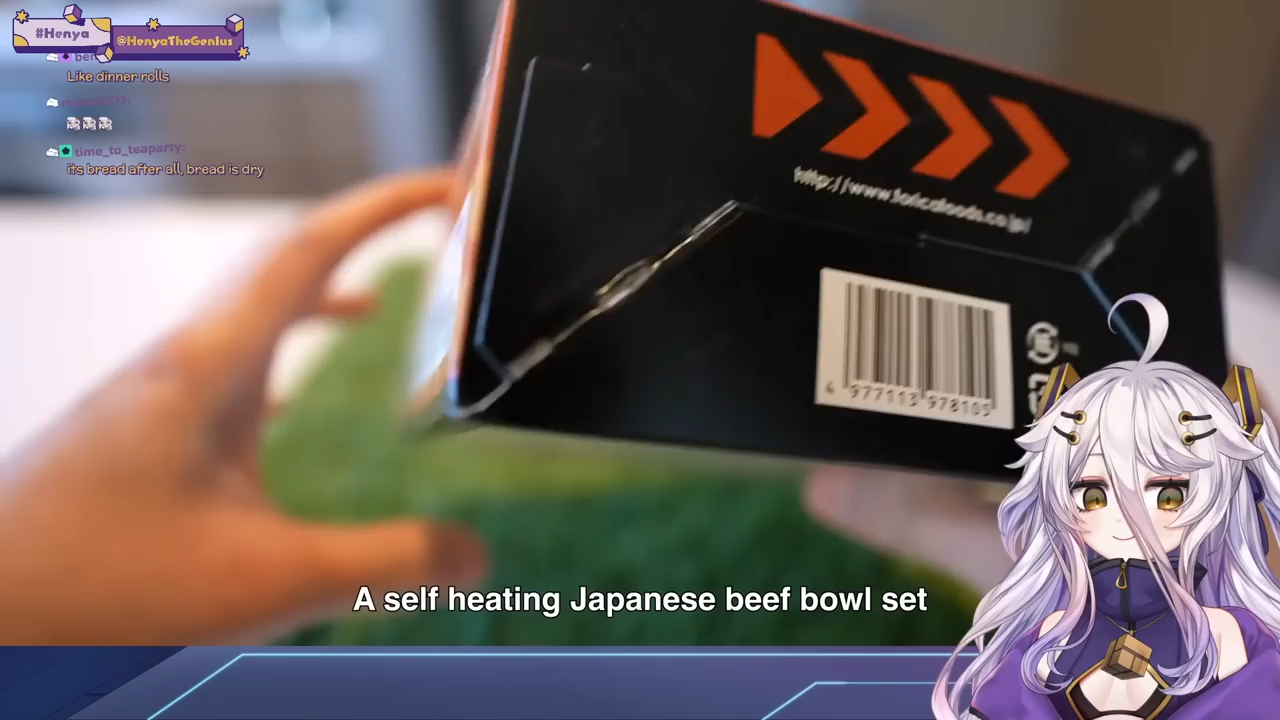 #Henya
@HenyaTheGenius
Like dinner rolls
time_to_teaparty:
its bread after all, bread is dry
http://www.toricafoods.co.jp/
4 977113 978105
A self heating Japanese beef bowl set